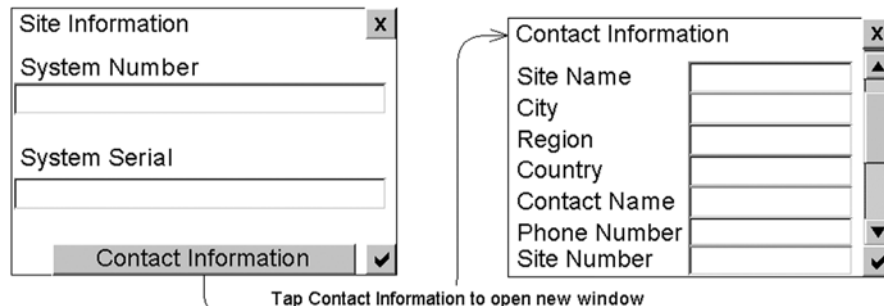 Site Information X
System Number
System Serial
Contact Information
Contact Information X
Site Name
City
Region
Country
Contact Name
Phone Number
Site Number
Tap Contact Information to open new window